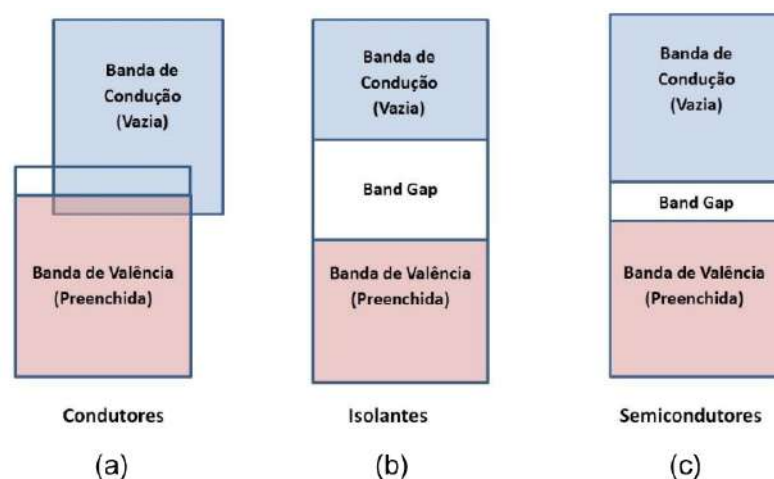 Banda de
Condução
(Vazia)
Banda de Valência
(Preenchida)
Condutores
(a)
Banda de
Condução
(Vazia)
Band Gap
Banda de Valência
(Preenchida)
Isolantes
(b)
Banda de
Condução
(Vazia)
Band Gap
Banda de Valência
(Preenchida)
Semicondutores
(c)